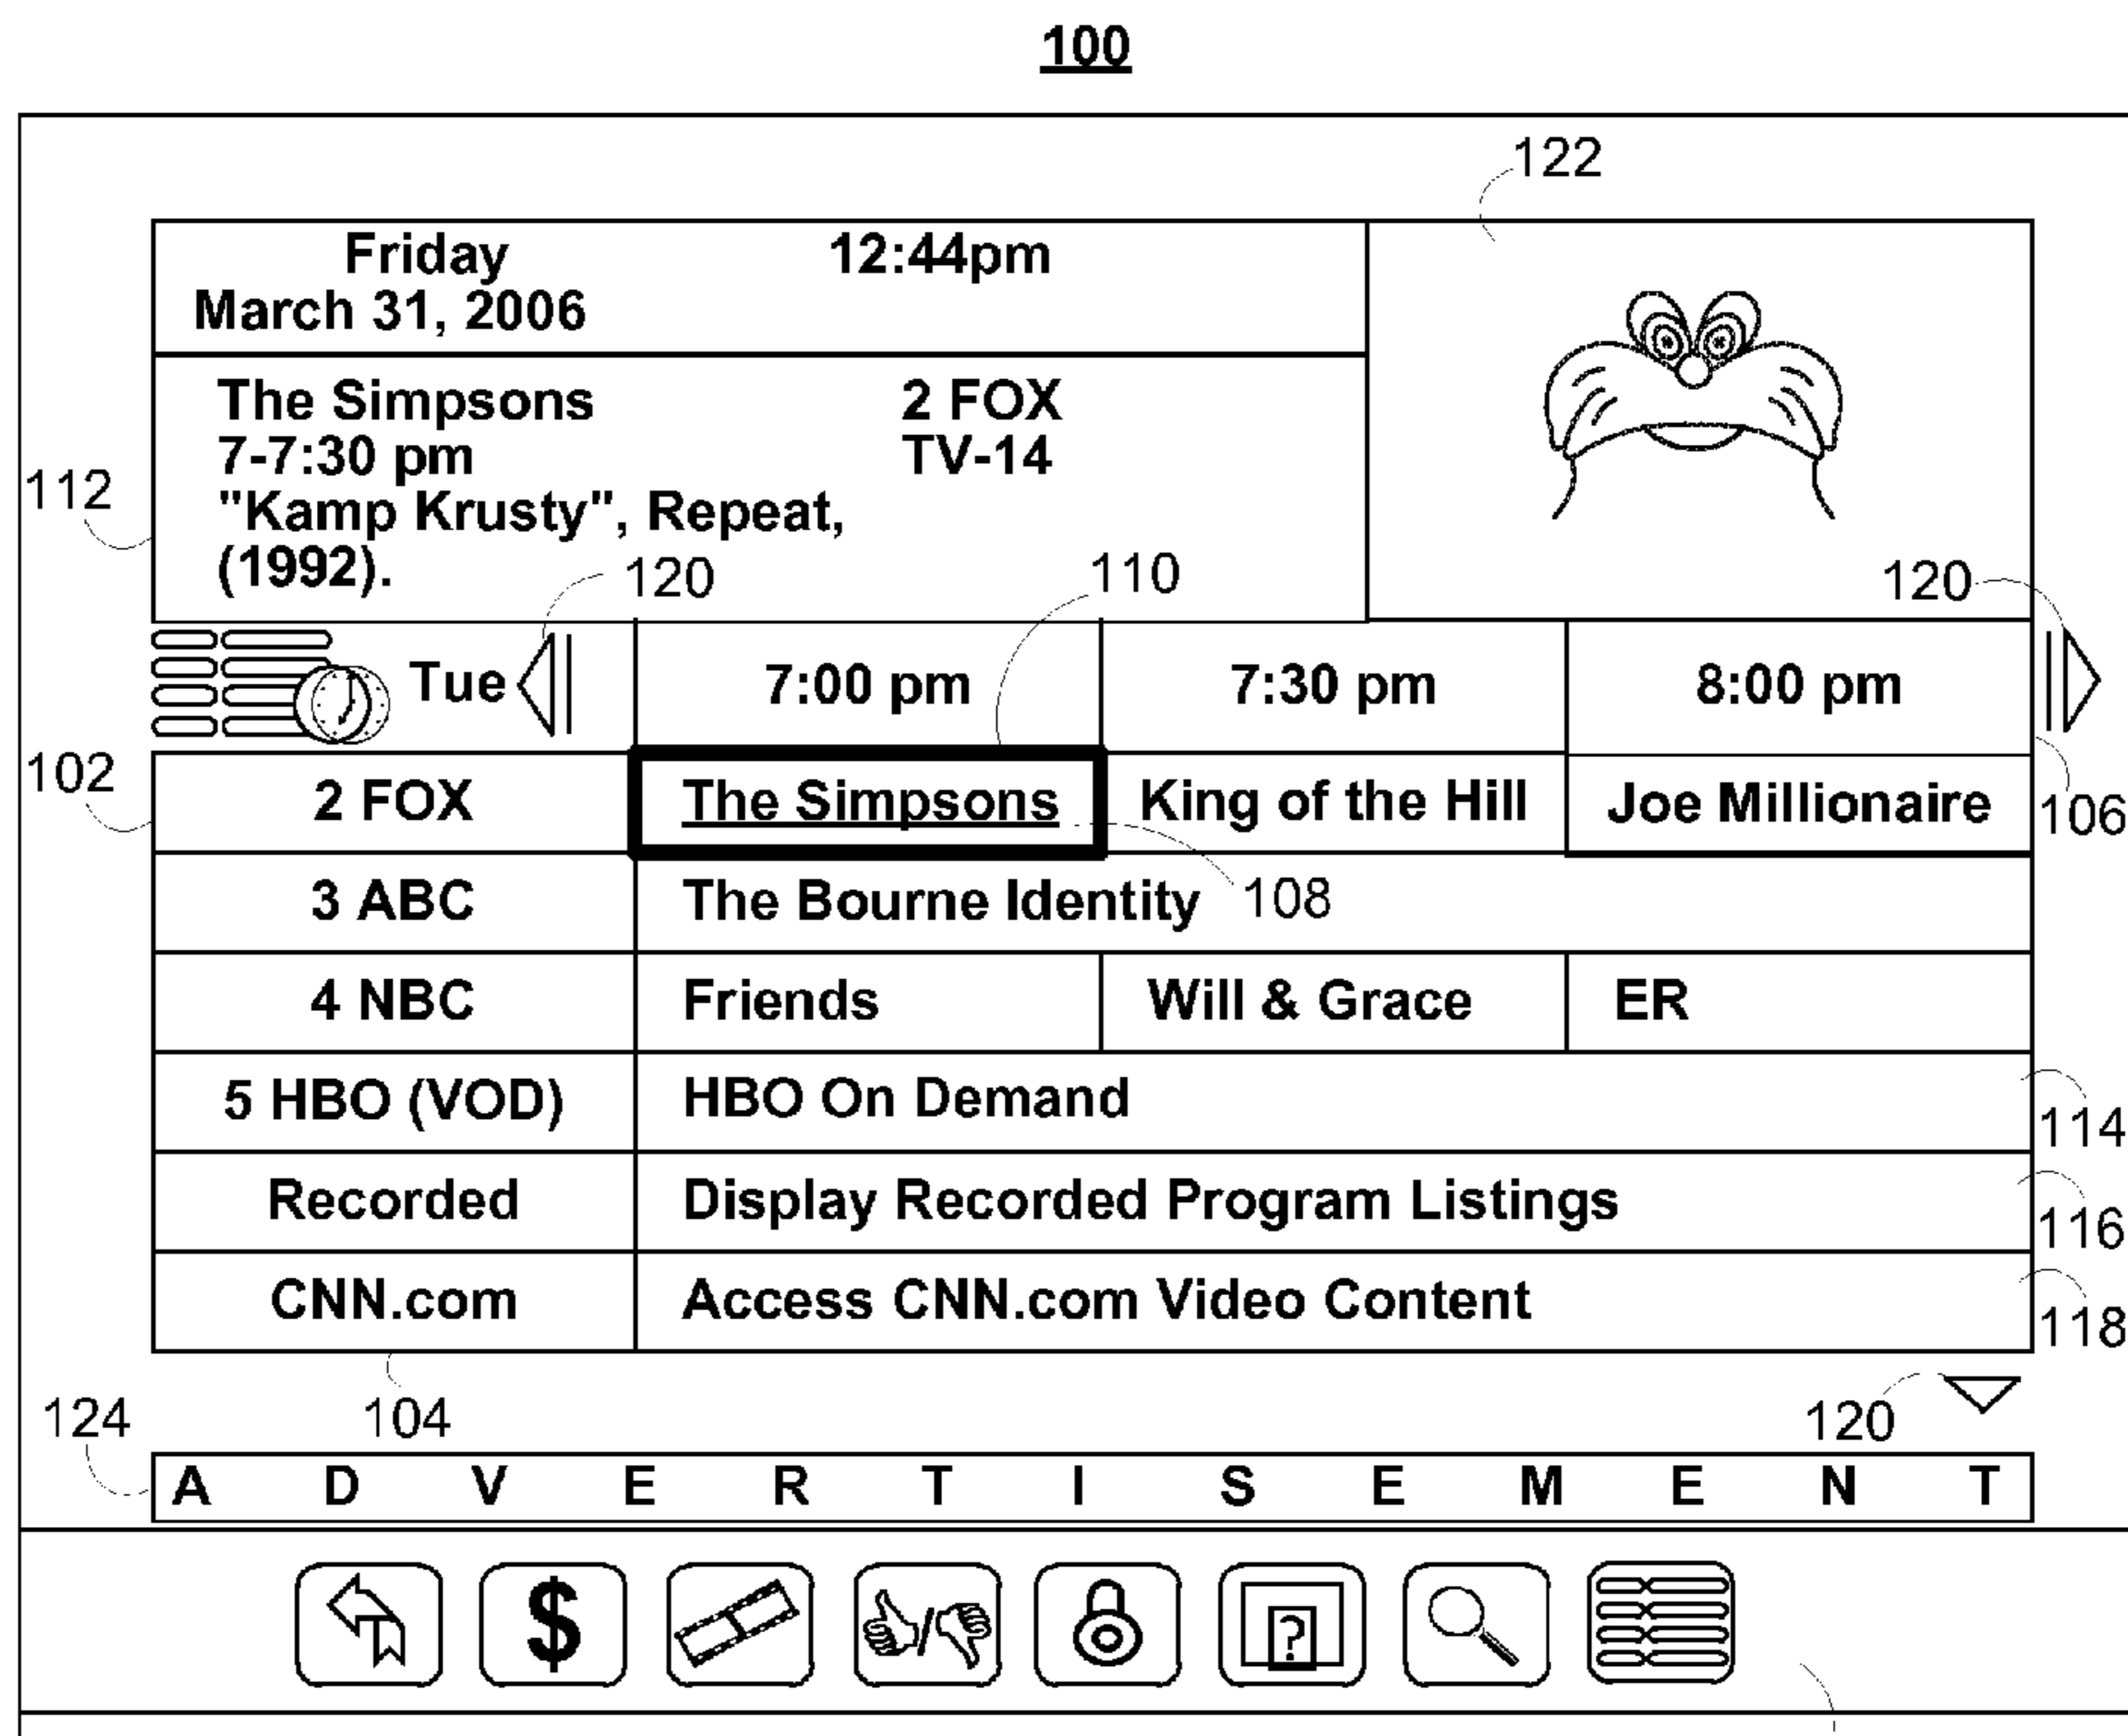 100
122
Friday 12:44pm
March 31, 2006
The Simpsons 2 FOX
7-7:30 pm TV-14
112
"Kamp Krusty", Repeat,
(1992).
120 110 120
Tue 7:00 pm 7:30 pm 8:00 pm
102
2 FOX The Simpsons King of the Hill Joe Millionaire
106
3 ABC The Bourne Identity 108
4 NBC Friends Will & Grace ER
5 HBO (VOD) HBO On Demand
114
Recorded Display Recorded Program Listings
116
CNN.com Access CNN.com Video Content
118
124 104 120
A D V E R T I S E M E N T
$ ?